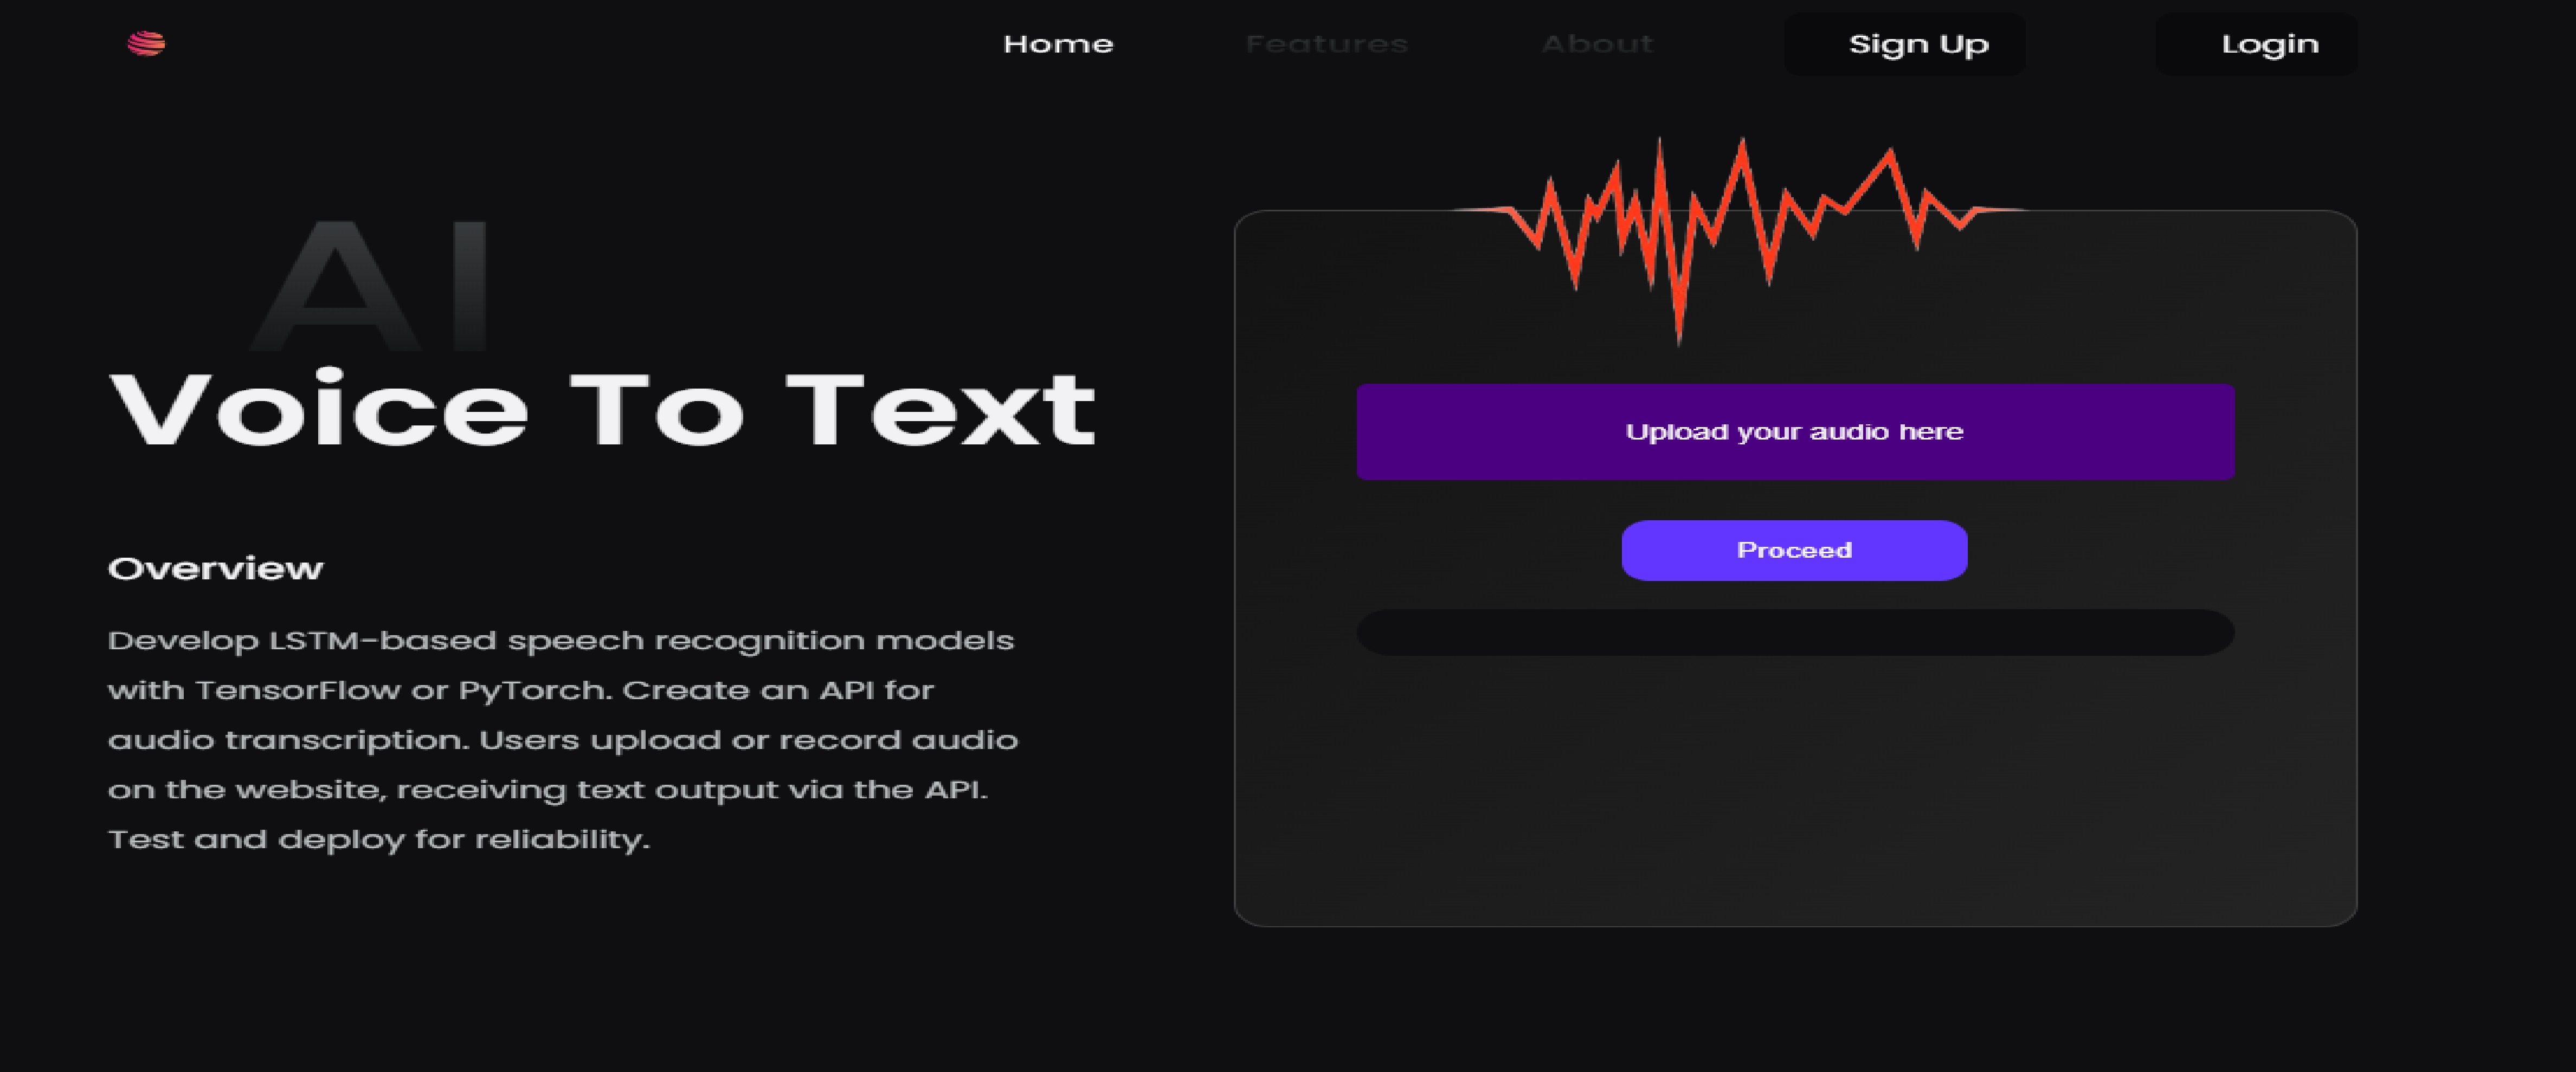 Home Features About Sign Up Login
AI
Voice To Text
Upload your audio here
Proceed
Overview
Develop LSTM-based speech recognition models
with TensorFlow or PyTorch. Create an API for
audio transcription. Users upload or record audio
on the website, receiving text output via the API.
Test and deploy for reliability.